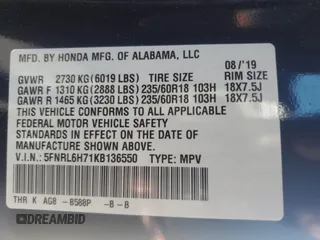 MFD. BY HONDA MFG. OF ALABAMA, LLC
08/'19
GVWR 2730 KG(6019 LBS) TIRE SIZE RIM SIZE
GAWR F 1310 KG(2888 LBS)235/60R18 103H 18X7.5J
GAWR R 1465 KG(3230 LBS)235/60R18 103H 18X7.5J
THIS VEHICLE CONFORMS TO ALL APPLICABLE
FEDERAL MOTOR VEHICLE SAFETY
STANDARDS IN EFFECT ON THE DATE OF
MANUFACTURE SHOWN ABOVE.
V.I.N.: 5FNRL6H71KB136550 TYPE: MPV
THR K AG8 -B588P -B-B
DREAMBID.COM